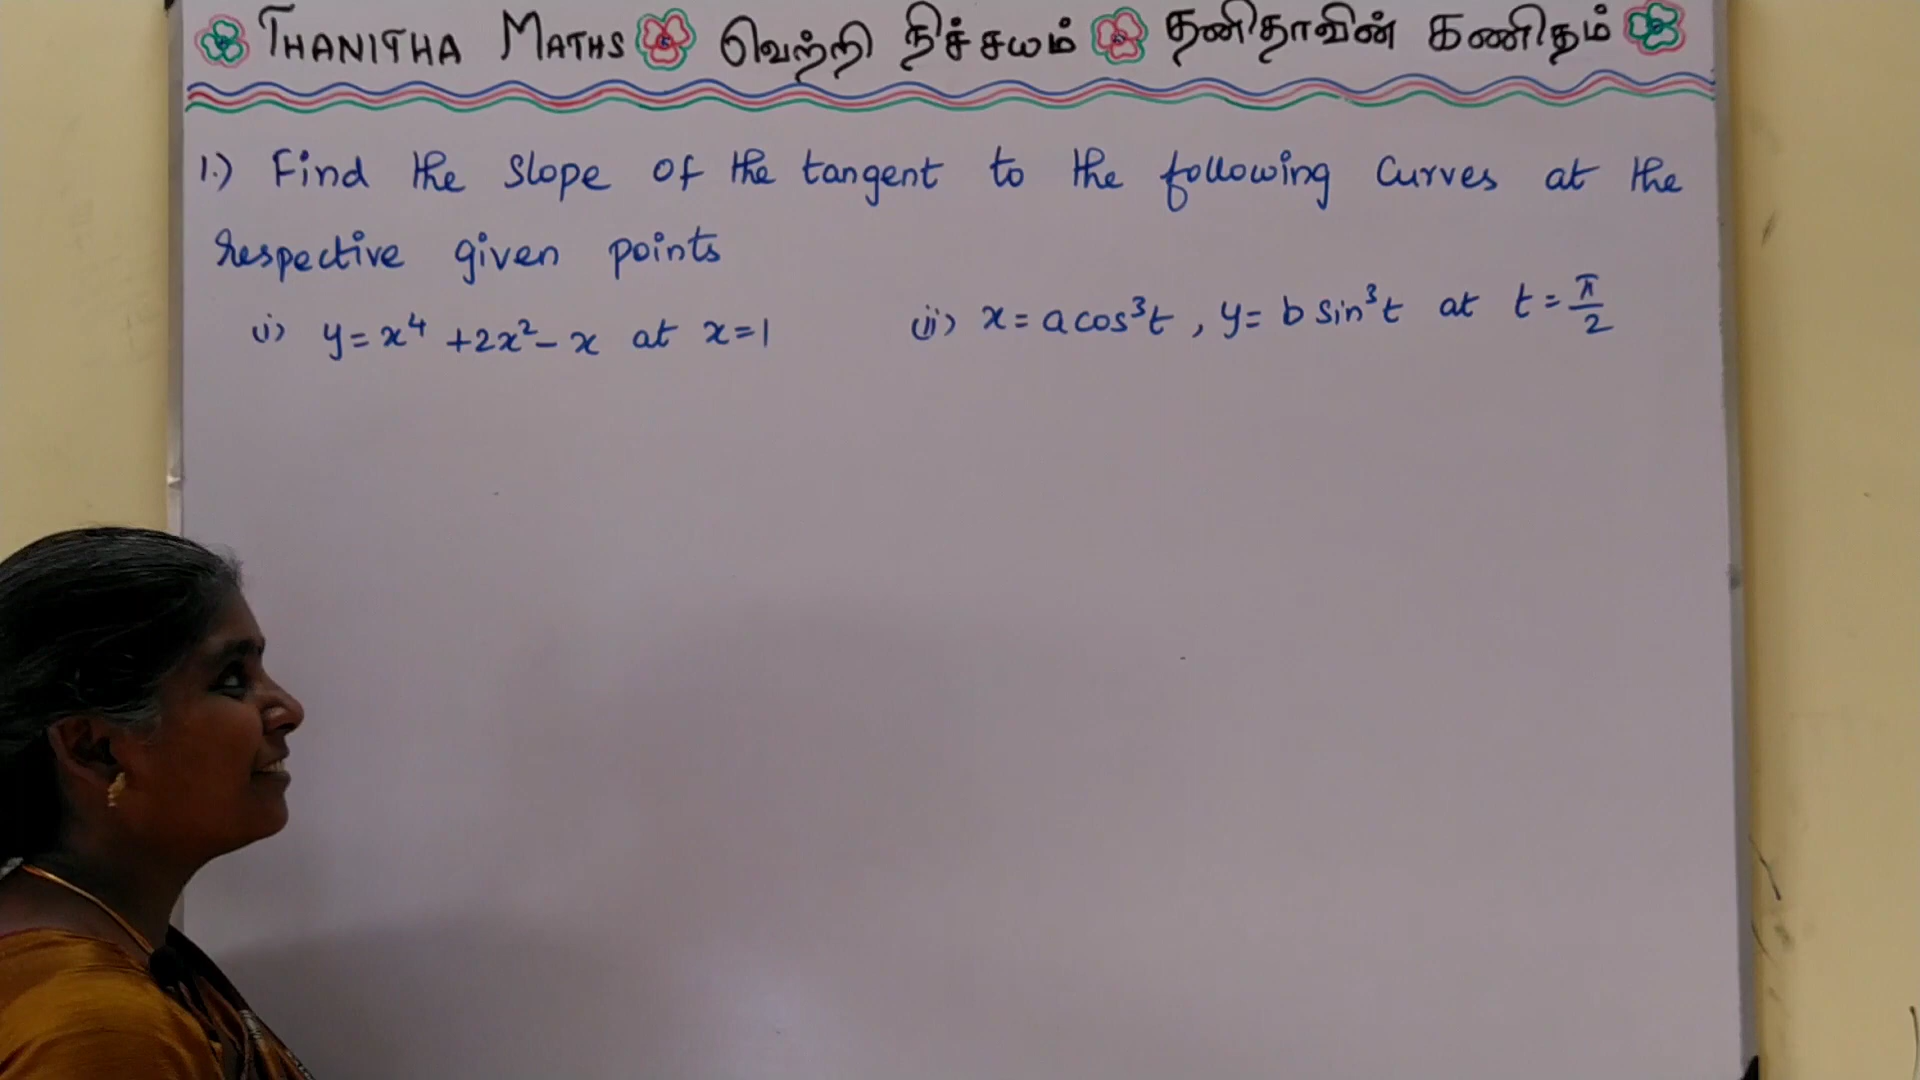 THANITHA MATHS வெற்றி நிச்சயம் தனிதாவின் கணிதம்
1.) Find the slope of the tangent to the following curves at the
respective given points
(i) y = x⁴ + 2x² - x at x = 1 (ii) x = a cos³t , y = b sin³t at t = π/2